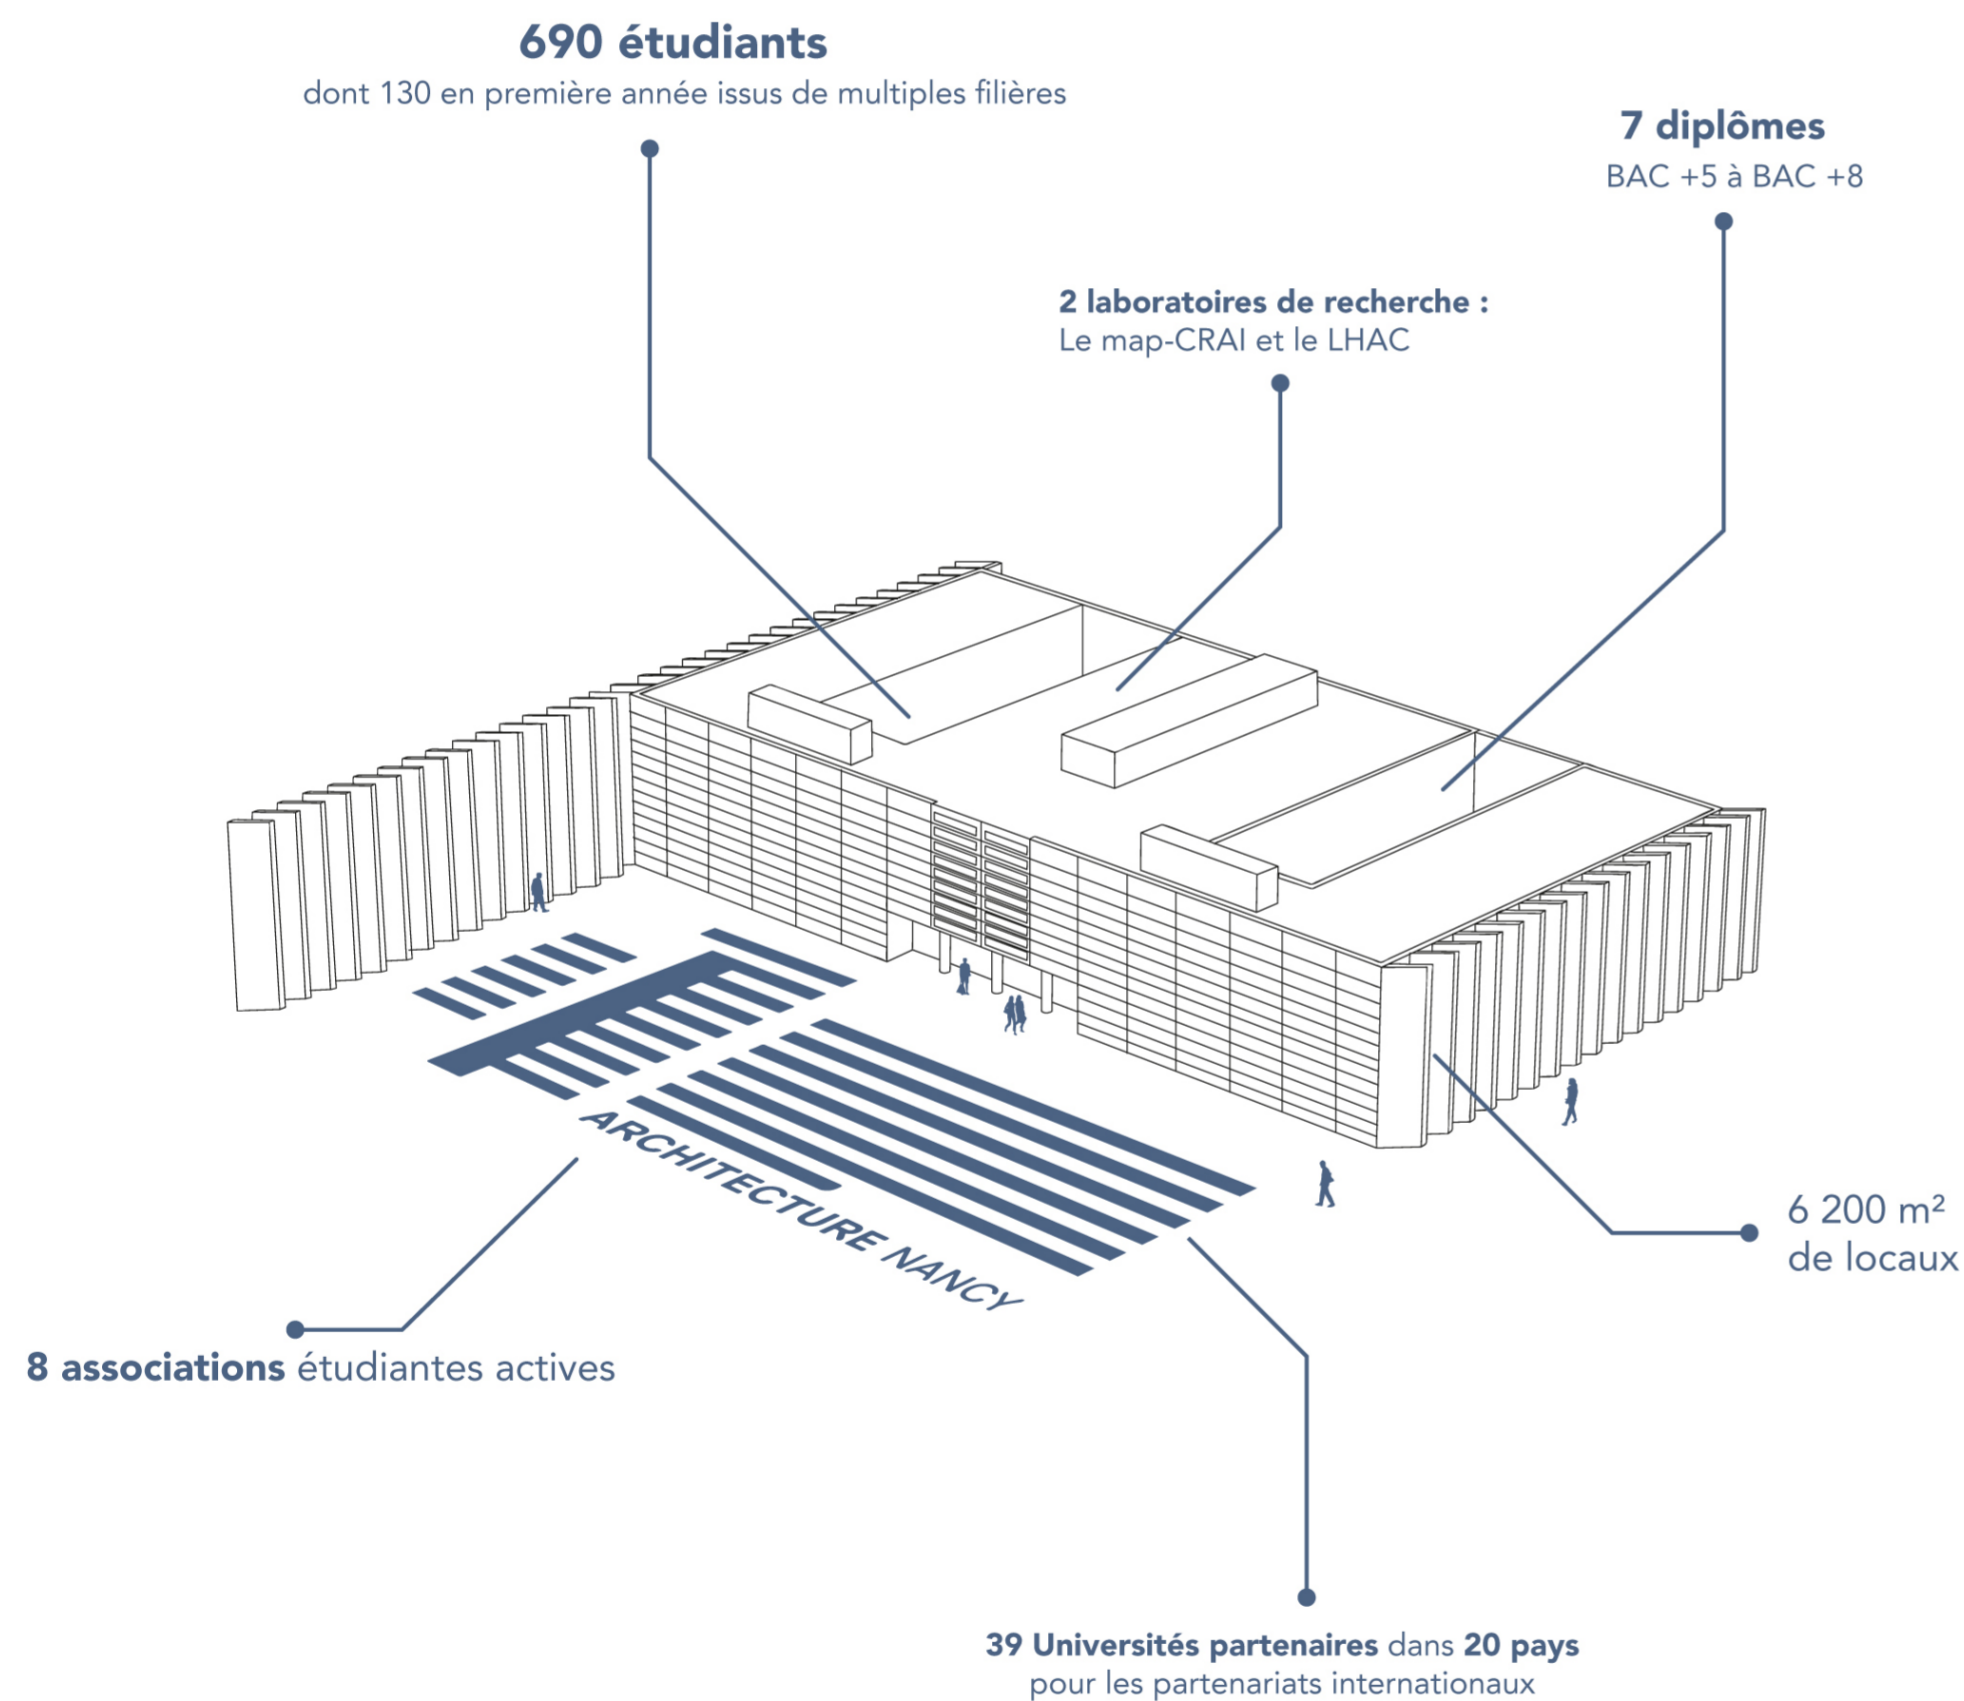 690 étudiants
dont 130 en première année issus de multiples filières
7 diplômes
BAC +5 à BAC +8
2 laboratoires de recherche :
Le map-CRAI et le LHAC
ARCHITECTURE NANCY
6 200 m²
de locaux
8 associations étudiantes actives
39 Universités partenaires dans 20 pays
pour les partenariats internationaux